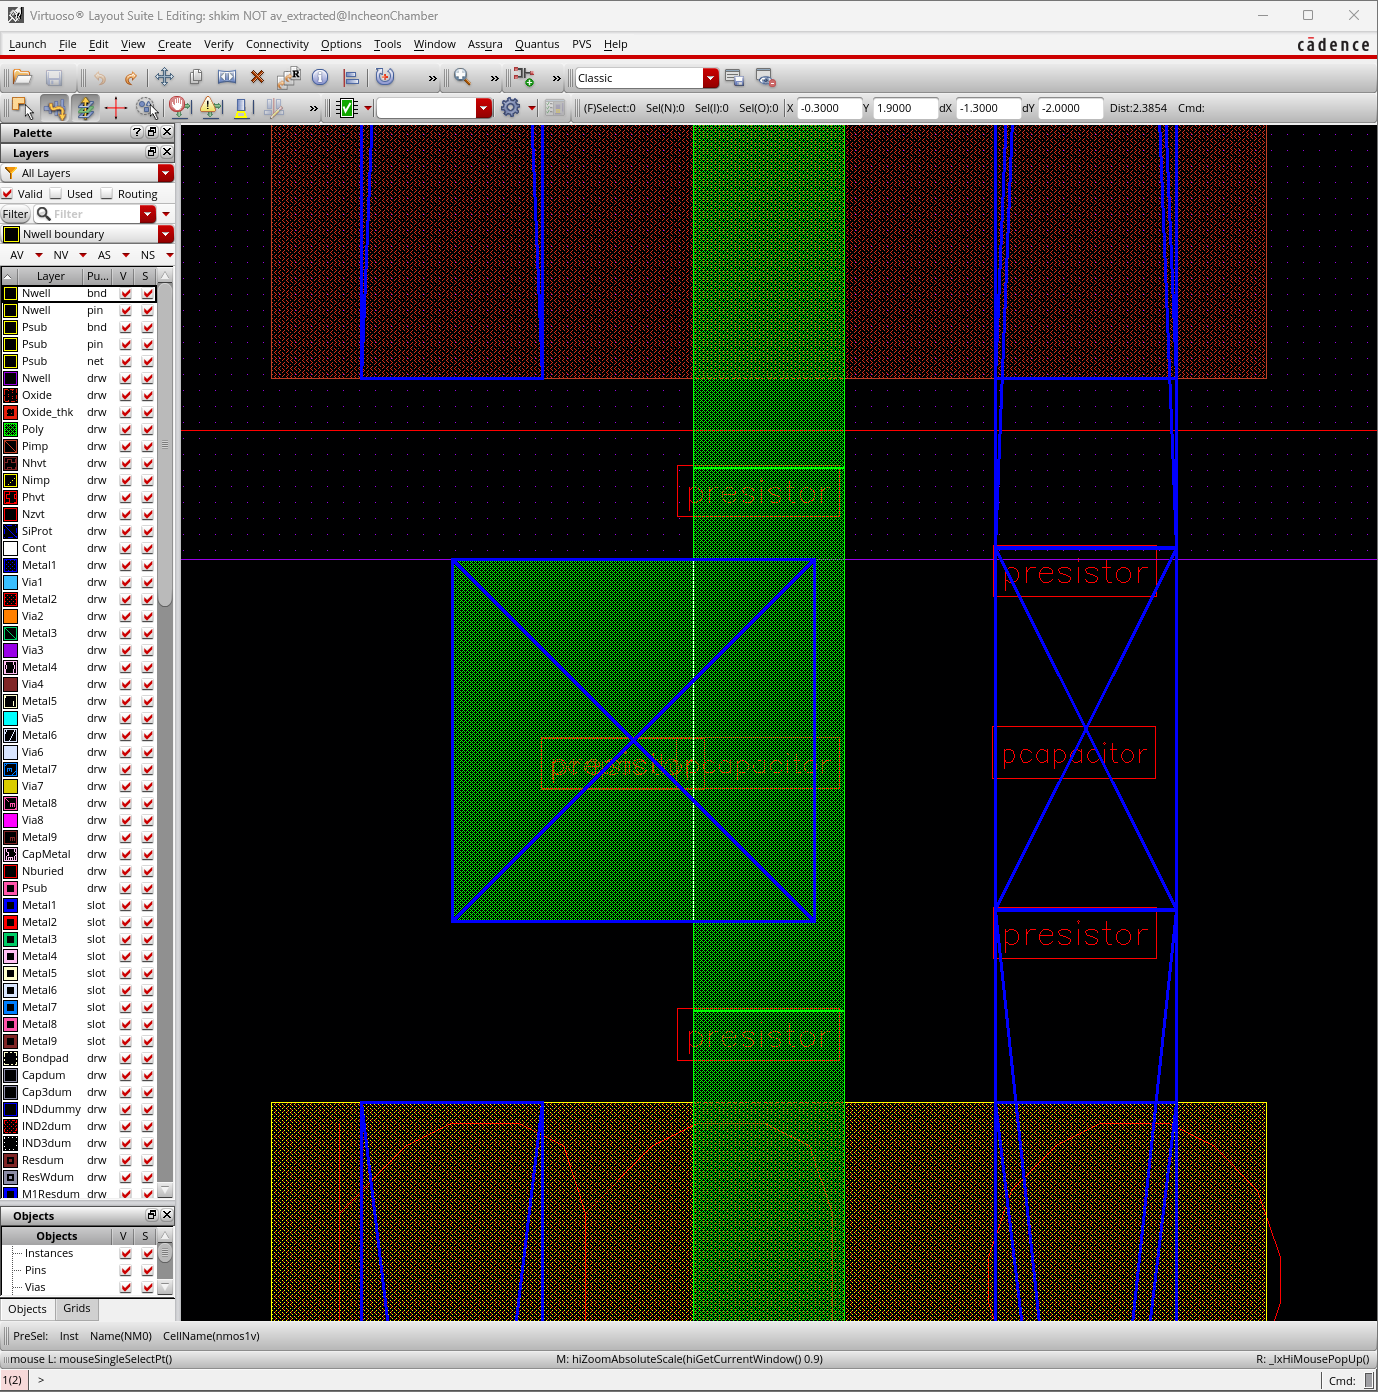 Virtuoso® Layout Suite L Editing: shkim NOT av_extracted@IncheonChamber
Launch File Edit View Create Verify Connectivity Options Tools Window Assura Quantus PVS Help
cādence
» » » Classic
» (F)Select:0 Sel(N):0 Sel(I):0 Sel(O):0 X -0.3000 Y 1.9000 dX -1.3000 dY -2.0000 Dist:2.3854 Cmd:
Palette
Layers
All Layers
Valid Used Routing
Filter Filter
Nwell boundary
AV NV AS NS
Layer Pu... V S
Nwell bnd
Nwell pin
Psub bnd
Psub pin
Psub net
Nwell drw
Oxide drw
Oxide_thk drw
Poly drw
Pimp drw
Nhvt drw
Nimp drw
Phvt drw
Nzvt drw
SiProt drw
Cont drw
Metal1 drw
Via1 drw
Metal2 drw
Via2 drw
Metal3 drw
Via3 drw
Metal4 drw
Via4 drw
Metal5 drw
Via5 drw
Metal6 drw
Via6 drw
Metal7 drw
Via7 drw
Metal8 drw
Via8 drw
Metal9 drw
CapMetal drw
Nburied drw
Psub drw
Metal1 slot
Metal2 slot
Metal3 slot
Metal4 slot
Metal5 slot
Metal6 slot
Metal7 slot
Metal8 slot
Metal9 slot
Bondpad drw
Capdum drw
Cap3dum drw
INDdummy drw
IND2dum drw
IND3dum drw
Resdum drw
ResWdum drw
M1Resdum drw
presistor
presistor
presistor pcapacitor
pcapacitor
presistor
presistor
Objects
Objects V S
Instances
Pins
Vias
Objects Grids
PreSel: Inst Name(NM0) CellName(nmos1v)
mouse L: mouseSingleSelectPt() M: hiZoomAbsoluteScale(hiGetCurrentWindow() 0.9) R: _lxHiMousePopUp()
1(2) > Cmd: